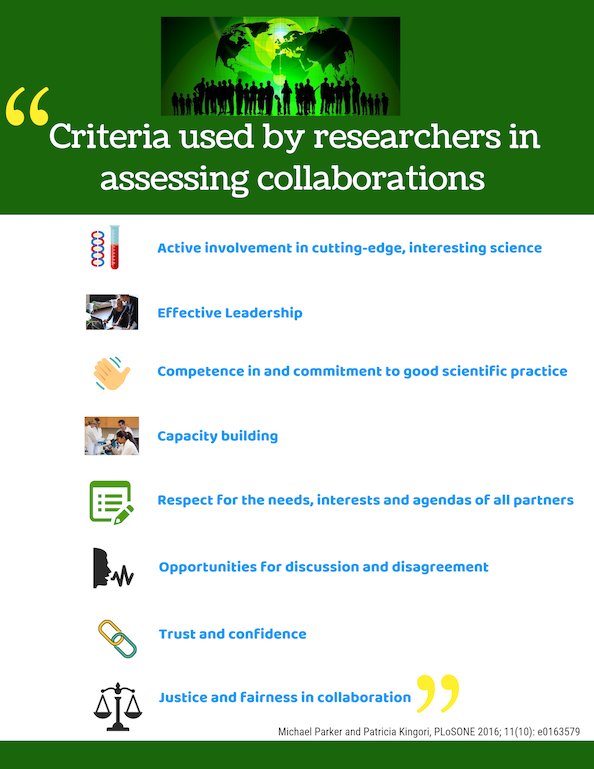 “
Criteria used by researchers in
assessing collaborations
Active involvement in cutting-edge, interesting science
Effective Leadership
Competence in and commitment to good scientific practice
Capacity building
Respect for the needs, interests and agendas of all partners
Opportunities for discussion and disagreement
Trust and confidence
Justice and fairness in collaboration ”
Michael Parker and Patricia Kingori, PLoSONE 2016; 11(10): e0163579